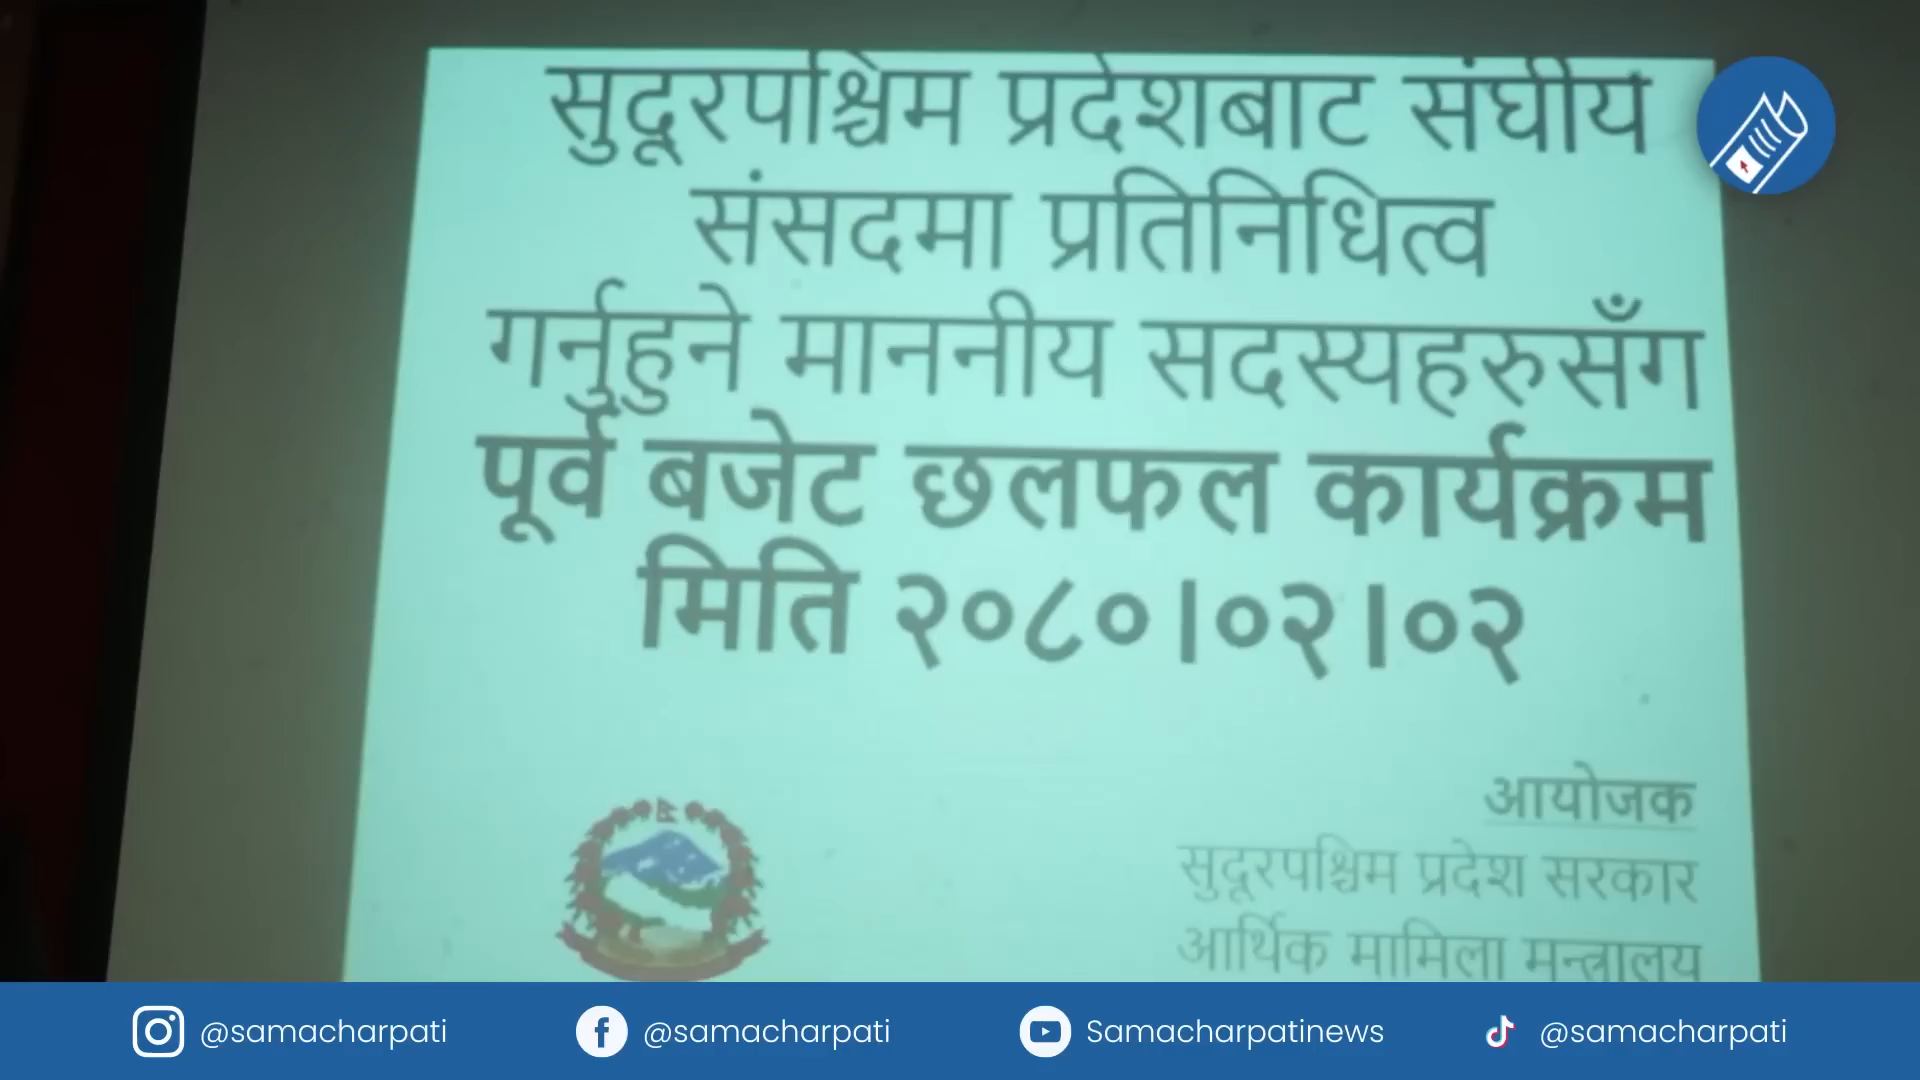 सुदूरपश्चिम प्रदेशबाट संघीय
संसदमा प्रतिनिधित्व
गर्नुहुने माननीय सदस्यहरुसँग
पूर्व बजेट छलफल कार्यक्रम
मिति २०८०।०२।०२
आयोजक
सुदूरपश्चिम प्रदेश सरकार
आर्थिक मामिला मन्त्रालय
@samacharpati @samacharpati Samacharpatinews @samacharpati